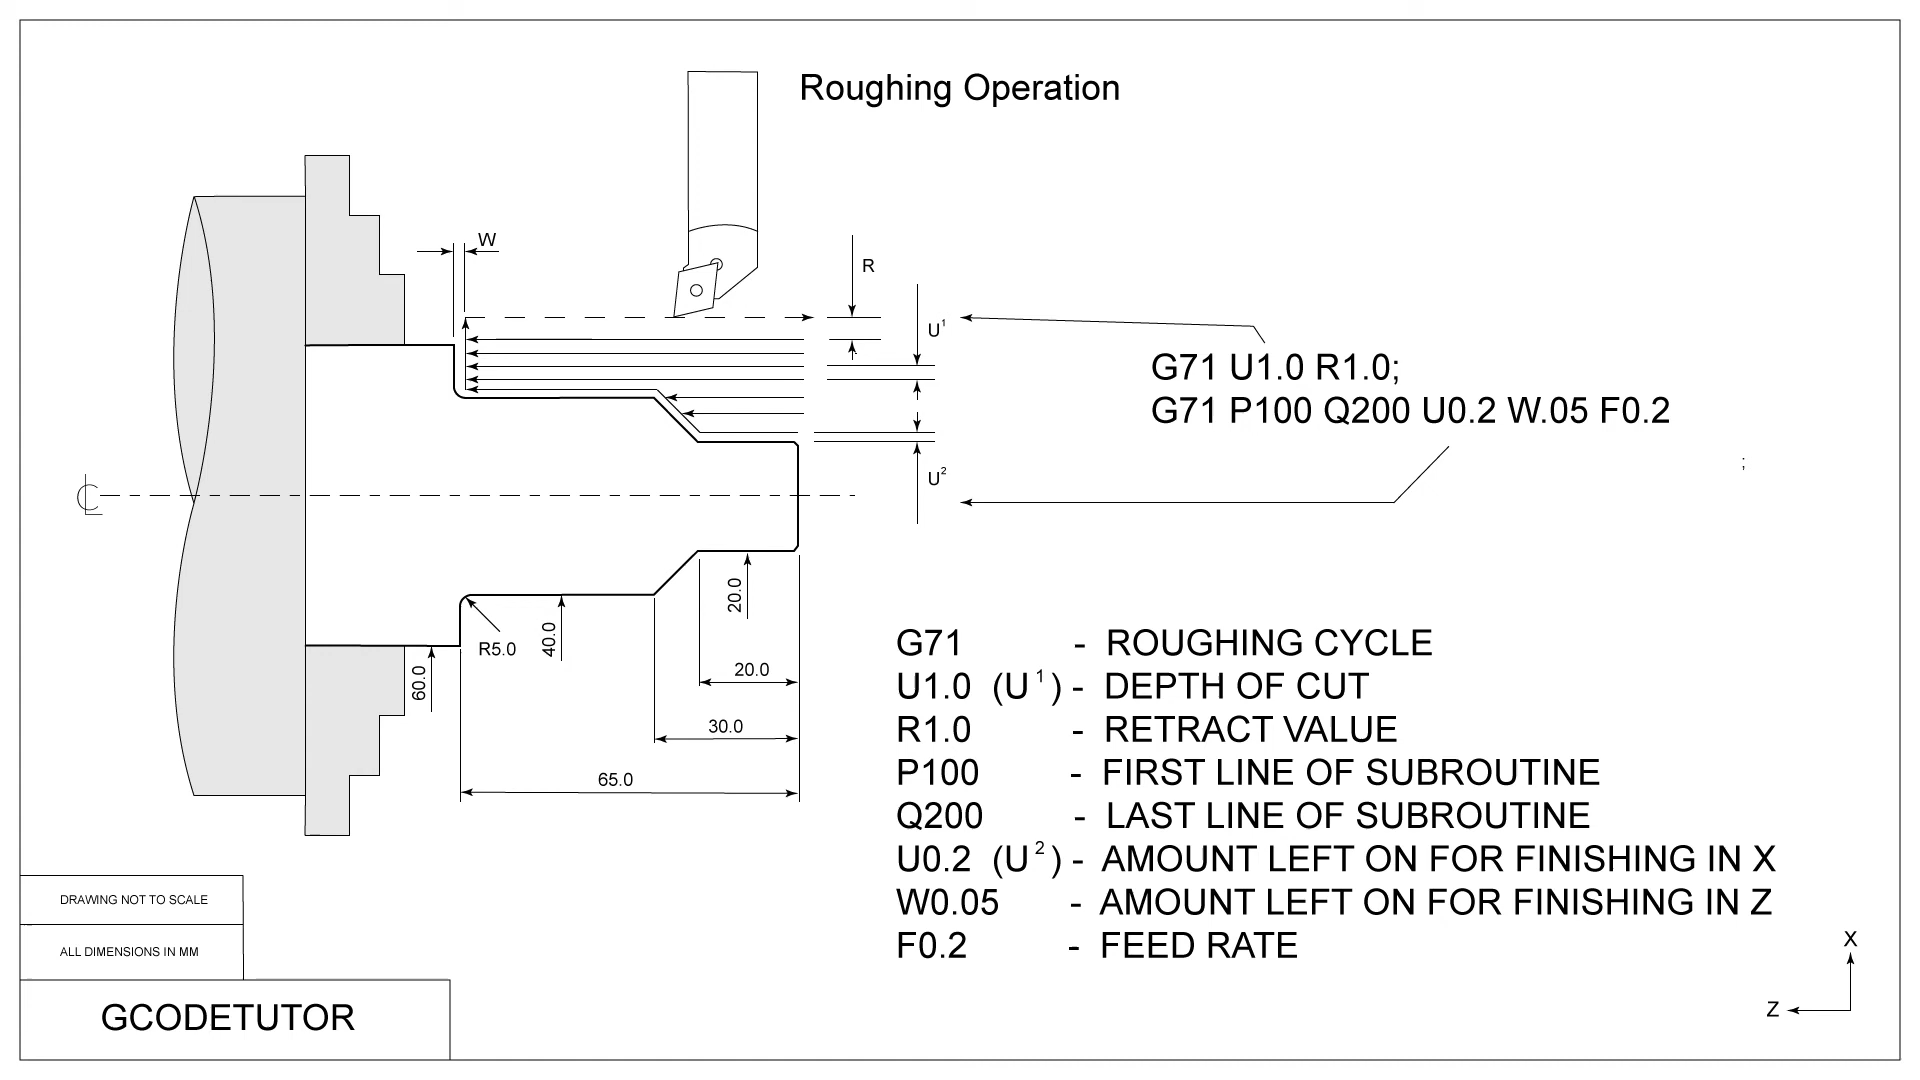 Roughing Operation
W
R
U1
G71 U1.0 R1.0;
G71 P100 Q200 U0.2 W.05 F0.2
;
U2
CL
20.0
R5.0
40.0
60.0
20.0
30.0
65.0
G71 - ROUGHING CYCLE
U1.0 (U1) - DEPTH OF CUT
R1.0 - RETRACT VALUE
P100 - FIRST LINE OF SUBROUTINE
Q200 - LAST LINE OF SUBROUTINE
U0.2 (U2) - AMOUNT LEFT ON FOR FINISHING IN X
W0.05 - AMOUNT LEFT ON FOR FINISHING IN Z
F0.2 - FEED RATE
DRAWING NOT TO SCALE
ALL DIMENSIONS IN MM
GCODETUTOR
X
Z